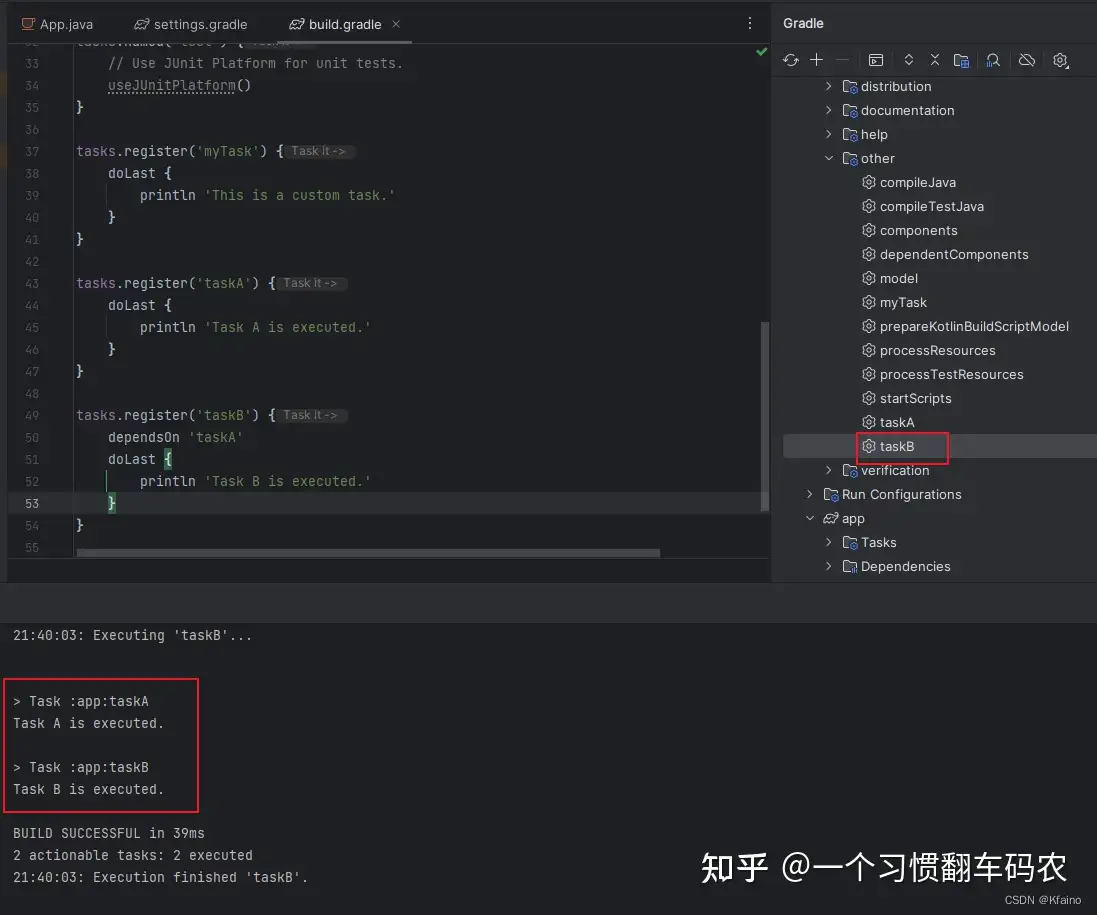 App.java settings.gradle build.gradle
33 // Use JUnit Platform for unit tests.
34 useJUnitPlatform()
35 }
36
37 tasks.register('myTask') { Task it ->
38 doLast {
39 println 'This is a custom task.'
40 }
41 }
42
43 tasks.register('taskA') { Task it ->
44 doLast {
45 println 'Task A is executed.'
46 }
47 }
48
49 tasks.register('taskB') { Task it ->
50 dependsOn 'taskA'
51 doLast {
52 println 'Task B is executed.'
53 }
54 }
55
Gradle
distribution
documentation
help
other
compileJava
compileTestJava
components
dependentComponents
model
myTask
prepareKotlinBuildScriptModel
processResources
processTestResources
startScripts
taskA
taskB
verification
Run Configurations
app
Tasks
Dependencies
21:40:03: Executing 'taskB'...
> Task :app:taskA
Task A is executed.
> Task :app:taskB
Task B is executed.
BUILD SUCCESSFUL in 39ms
2 actionable tasks: 2 executed
21:40:03: Execution finished 'taskB'.
知乎 @一个习惯翻车码农
CSDN @Kfaino